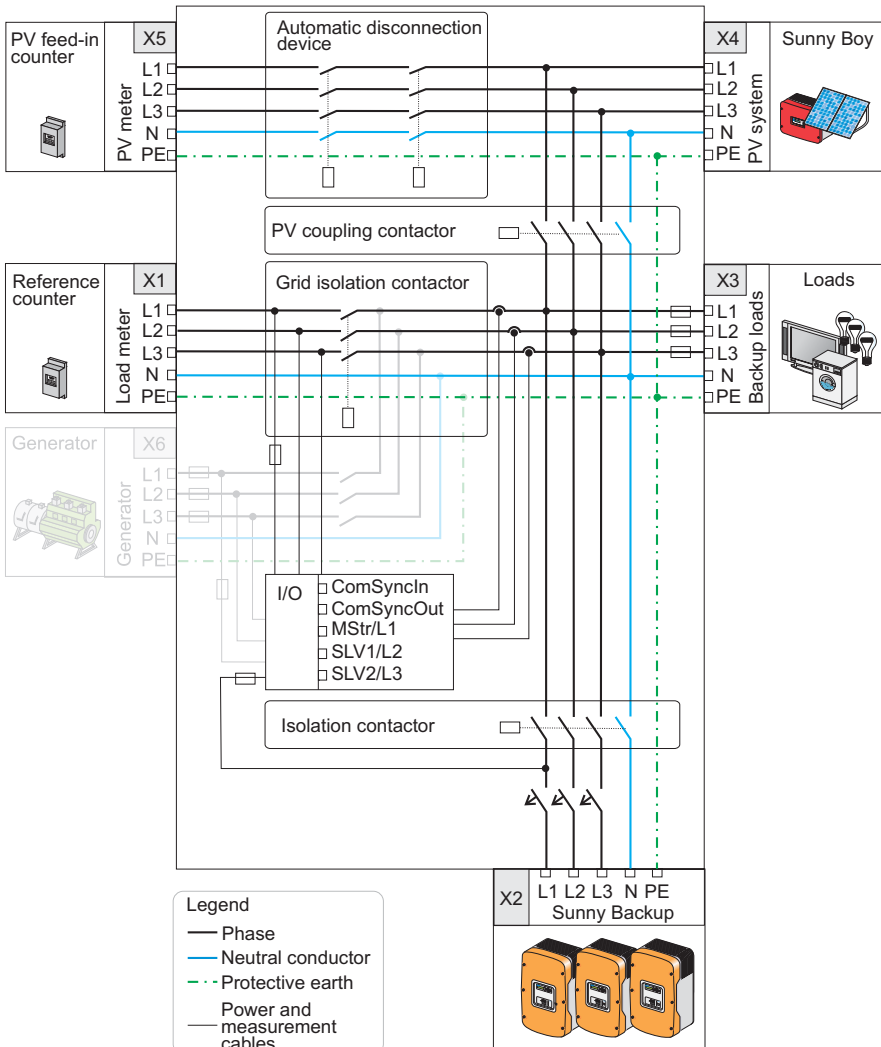 PV feed-in
counter
X5
PV meter
L1
L2
L3
N
PE
Automatic disconnection
device
X4
Sunny Boy
L1
L2
L3
N
PE
PV system
PV coupling contactor
Reference
counter
X1
Load meter
L1
L2
L3
N
PE
Grid isolation contactor
X3
Loads
L1
L2
L3
N
PE
Backup loads
Generator
X6
Generator
L1
L2
L3
N
PE
I/O
ComSyncIn
ComSyncOut
MStr/L1
SLV1/L2
SLV2/L3
Isolation contactor
X2
L1 L2 L3 N PE
Sunny Backup
Legend
Phase
Neutral conductor
Protective earth
Power and
measurement
cables